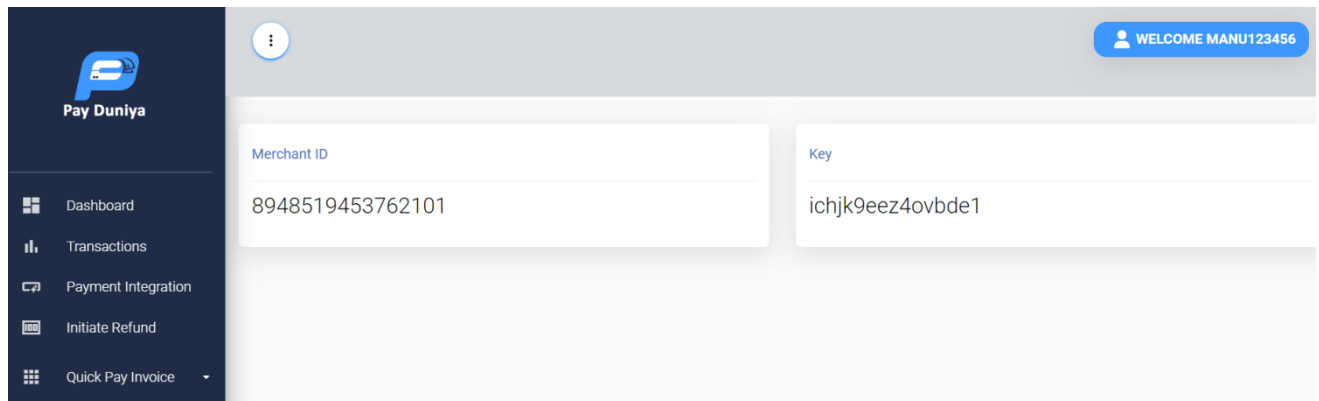 Pay Duniya
WELCOME MANU123456
Merchant ID
8948519453762101
Key
ichjk9eez4ovbde1
Dashboard
Transactions
Payment Integration
Initiate Refund
Quick Pay Invoice